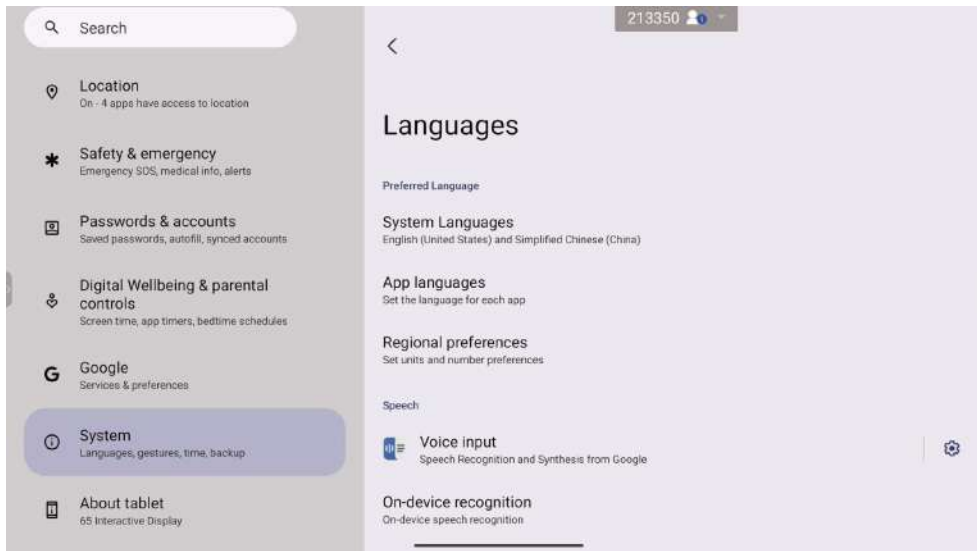 Search
Location
On - 4 apps have access to location
Safety & emergency
Emergency SOS, medical info, alerts
Passwords & accounts
Saved passwords, autofill, synced accounts
Digital Wellbeing & parental
controls
Screen time, app timers, bedtime schedules
Google
Services & preferences
System
Languages, gestures, time, backup
About tablet
65 Interactive Display
213350
Languages
Preferred Language
System Languages
English (United States) and Simplified Chinese (China)
App languages
Set the language for each app
Regional preferences
Set units and number preferences
Speech
Voice input
Speech Recognition and Synthesis from Google
On-device recognition
On-device speech recognition